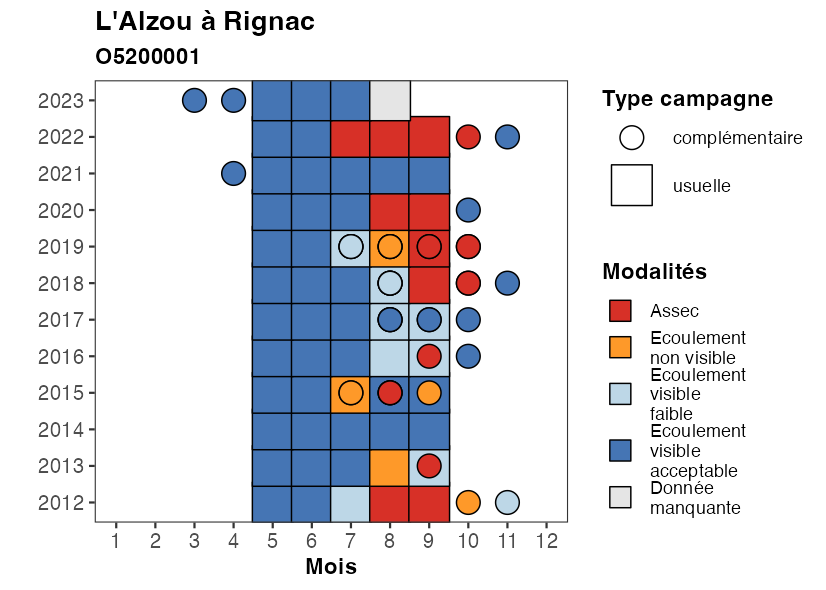 L'Alzou à Rignac
O5200001
2023
2022
2021
2020
2019
2018
2017
2016
2015
2014
2013
2012
1 2 3 4 5 6 7 8 9 10 11 12
Mois
Type campagne
complémentaire
usuelle
Modalités
Assec
Ecoulement
non visible
Ecoulement
visible
faible
Ecoulement
visible
acceptable
Donnée
manquante